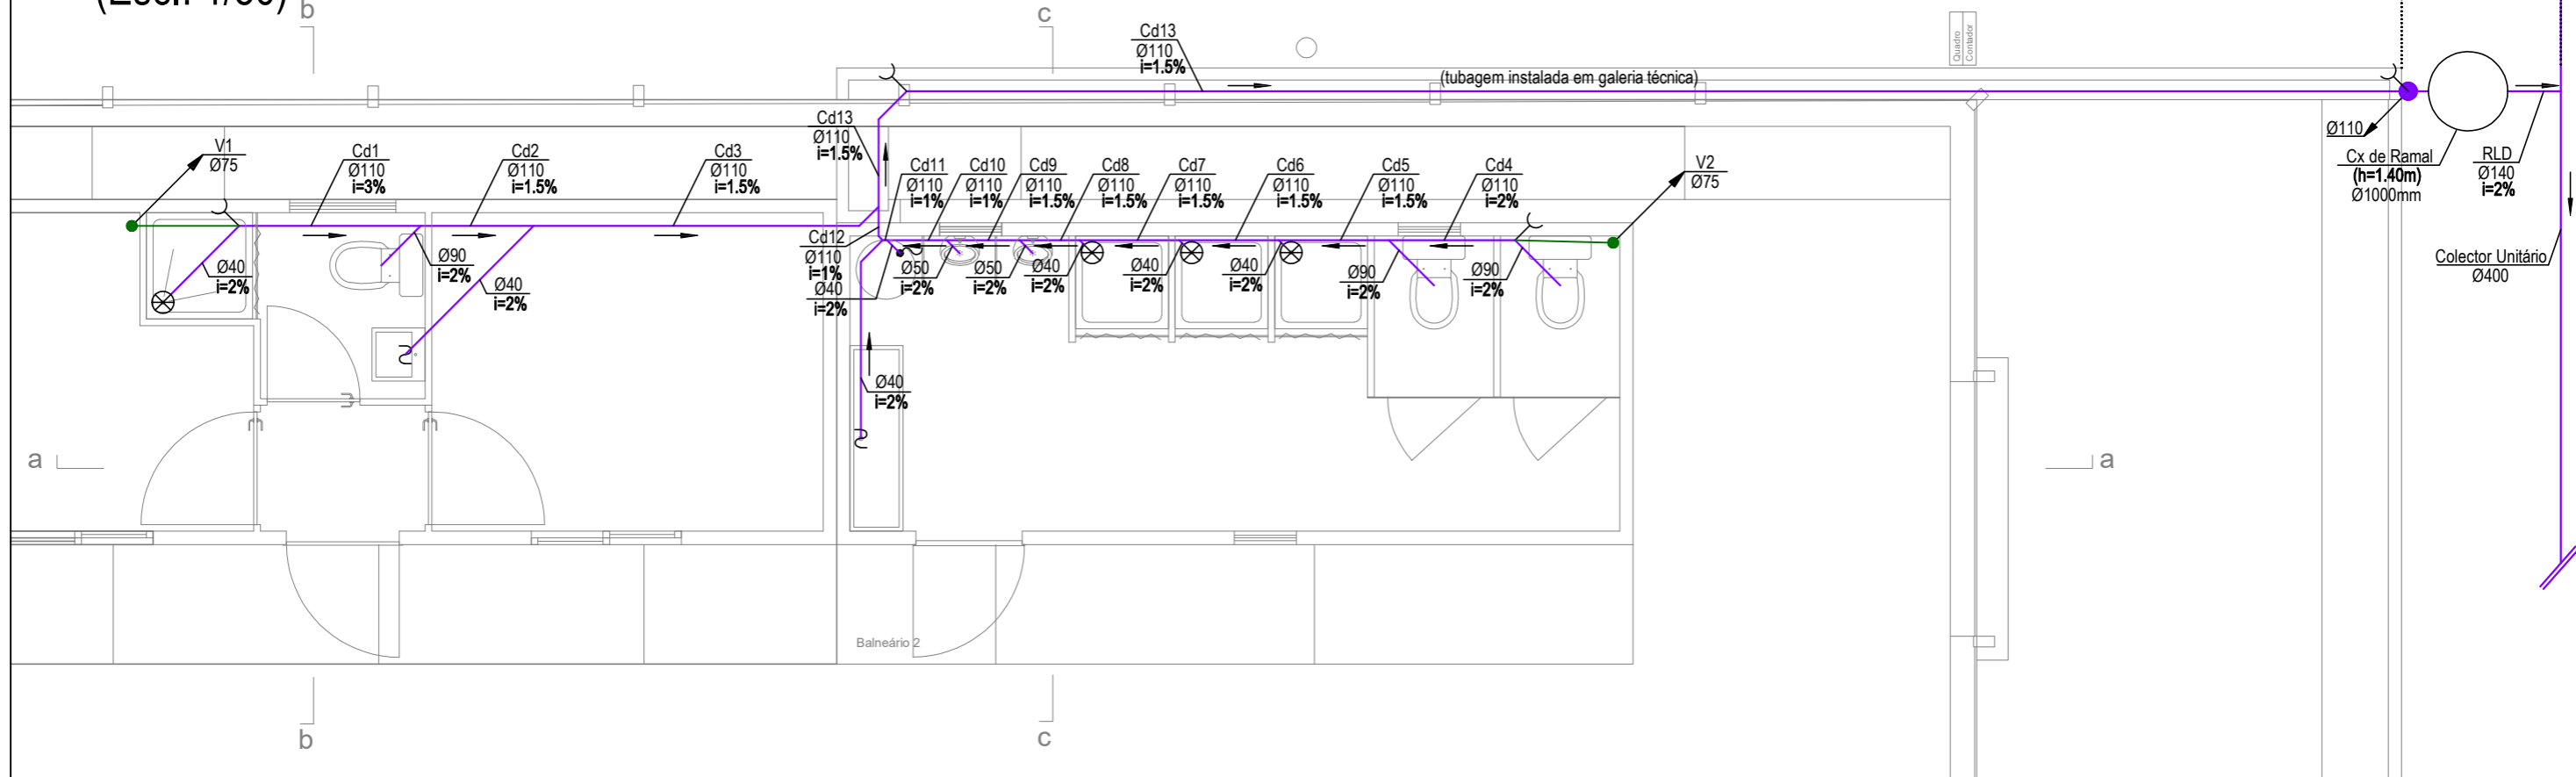 b
c
Cd13
Ø110
i=1.5%
Quadro
Contador
(tubagem instalada em galeria técnica)
V1
Ø75
Cd1
Ø110
i=3%
Cd2
Ø110
i=1.5%
Cd3
Ø110
i=1.5%
Cd13
Ø110
i=1.5%
Cd11
Ø110
i=1%
Cd10
Ø110
i=1%
Cd9
Ø110
i=1.5%
Cd8
Ø110
i=1.5%
Cd7
Ø110
i=1.5%
Cd6
Ø110
i=1.5%
Cd5
Ø110
i=1.5%
Cd4
Ø110
i=2%
V2
Ø75
Ø110
Cx de Ramal
(h=1.40m)
Ø1000mm
RLD
Ø140
i=2%
Colector Unitário
Ø400
Ø40
i=2%
Ø90
i=2%
Ø40
i=2%
Cd12
Ø110
i=1%
Ø40
i=2%
Ø50
i=2%
Ø50
i=2%
Ø40
i=2%
Ø40
i=2%
Ø40
i=2%
Ø90
i=2%
Ø90
i=2%
Ø40
i=2%
a
a
Balneário 2
b
c